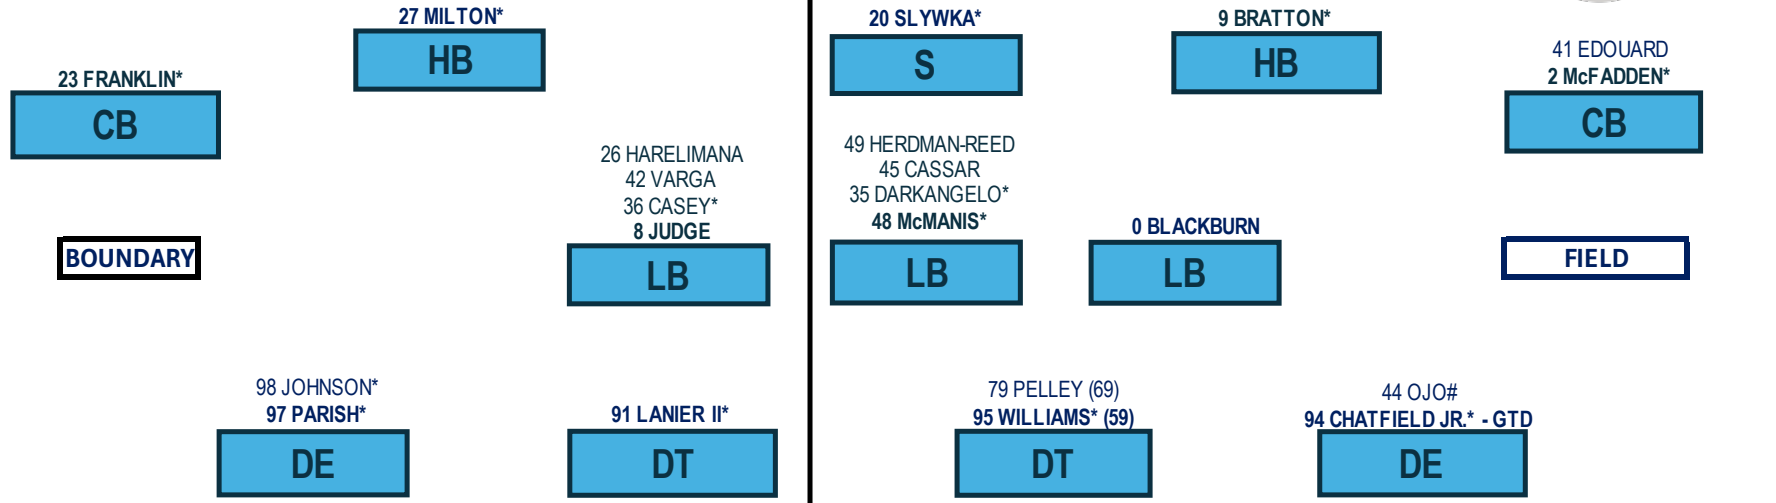 27 MILTON*
HB
23 FRANKLIN*
CB
20 SLYWKA*
S
9 BRATTON*
HB
41 EDOUARD
2 McFADDEN*
CB
26 HARELIMANA
42 VARGA
36 CASEY*
8 JUDGE
LB
49 HERDMAN-REED
45 CASSAR
35 DARKANGELO*
48 McMANIS*
LB
0 BLACKBURN
LB
BOUNDARY
FIELD
98 JOHNSON*
97 PARISH*
DE
91 LANIER II*
DT
79 PELLEY (69)
95 WILLIAMS* (59)
DT
44 OJO#
94 CHATFIELD JR.* - GTD
DE